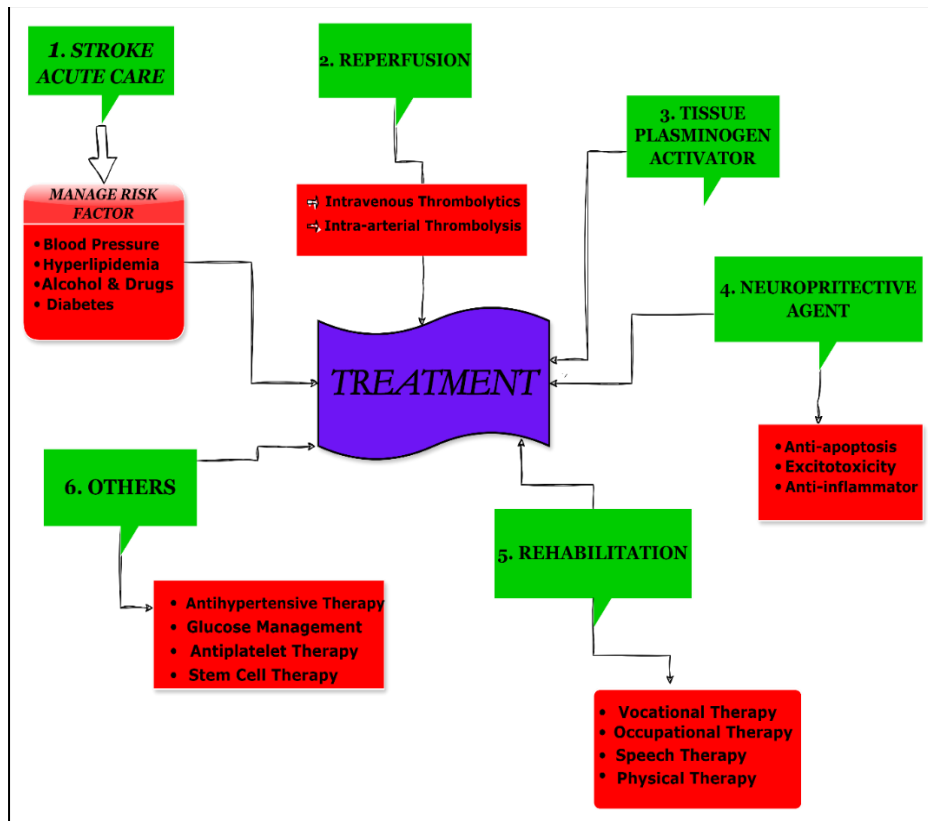 1. STROKE
ACUTE CARE
MANAGE RISK
FACTOR
• Blood Pressure
• Hyperlipidemia
• Alcohol & Drugs
• Diabetes
2. REPERFUSION
⇨ Intravenous Thrombolytics
⇨ Intra-arterial Thrombolysis
3. TISSUE
PLASMINOGEN
ACTIVATOR
4. NEUROPRITECTIVE
AGENT
• Anti-apoptosis
• Excitotoxicity
• Anti-inflammator
TREATMENT
5. REHABILITATION
• Vocational Therapy
• Occupational Therapy
• Speech Therapy
• Physical Therapy
6. OTHERS
• Antihypertensive Therapy
• Glucose Management
• Antiplatelet Therapy
• Stem Cell Therapy